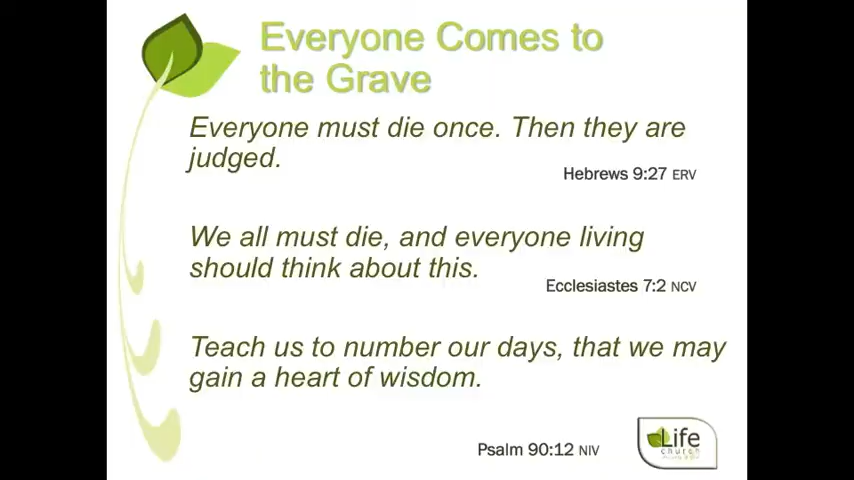 Everyone Comes to
the Grave
Everyone must die once. Then they are
judged.
Hebrews 9:27 ERV
We all must die, and everyone living
should think about this.
Ecclesiastes 7:2 NCV
Teach us to number our days, that we may
gain a heart of wisdom.
Psalm 90:12 NIV
Life
church